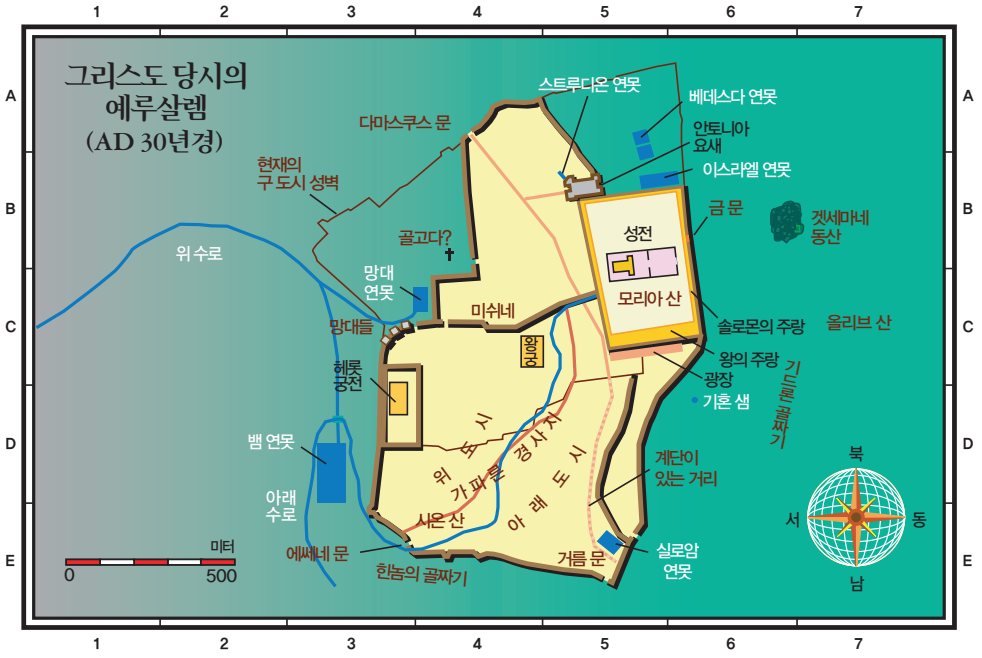 1 2 3 4 5 6 7
A
B
C
D
E
그리스도 당시의
예루살렘
(AD 30년경)
스트루디온 연못
베데스다 연못
다마스쿠스 문
안토니아
요새
현재의
구 도시 성벽
이스라엘 연못
금 문
겟세마네
동산
성전
골고다?
위 수로
망대
연못
모리아 산
미쉬네
망대들
솔로몬의 주랑
올리브 산
왕궁
왕의 주랑
헤롯
궁전
광장
기드론 골짜기
기혼 샘
위 도시
가파른 경사지
뱀 연못
아래 도시
계단이
있는 거리
아래
수로
시온 산
에쎄네 문
거름 문
실로암
연못
한놈의 골짜기
미터
0 500
북
서 동
남
A
B
C
D
E
1 2 3 4 5 6 7